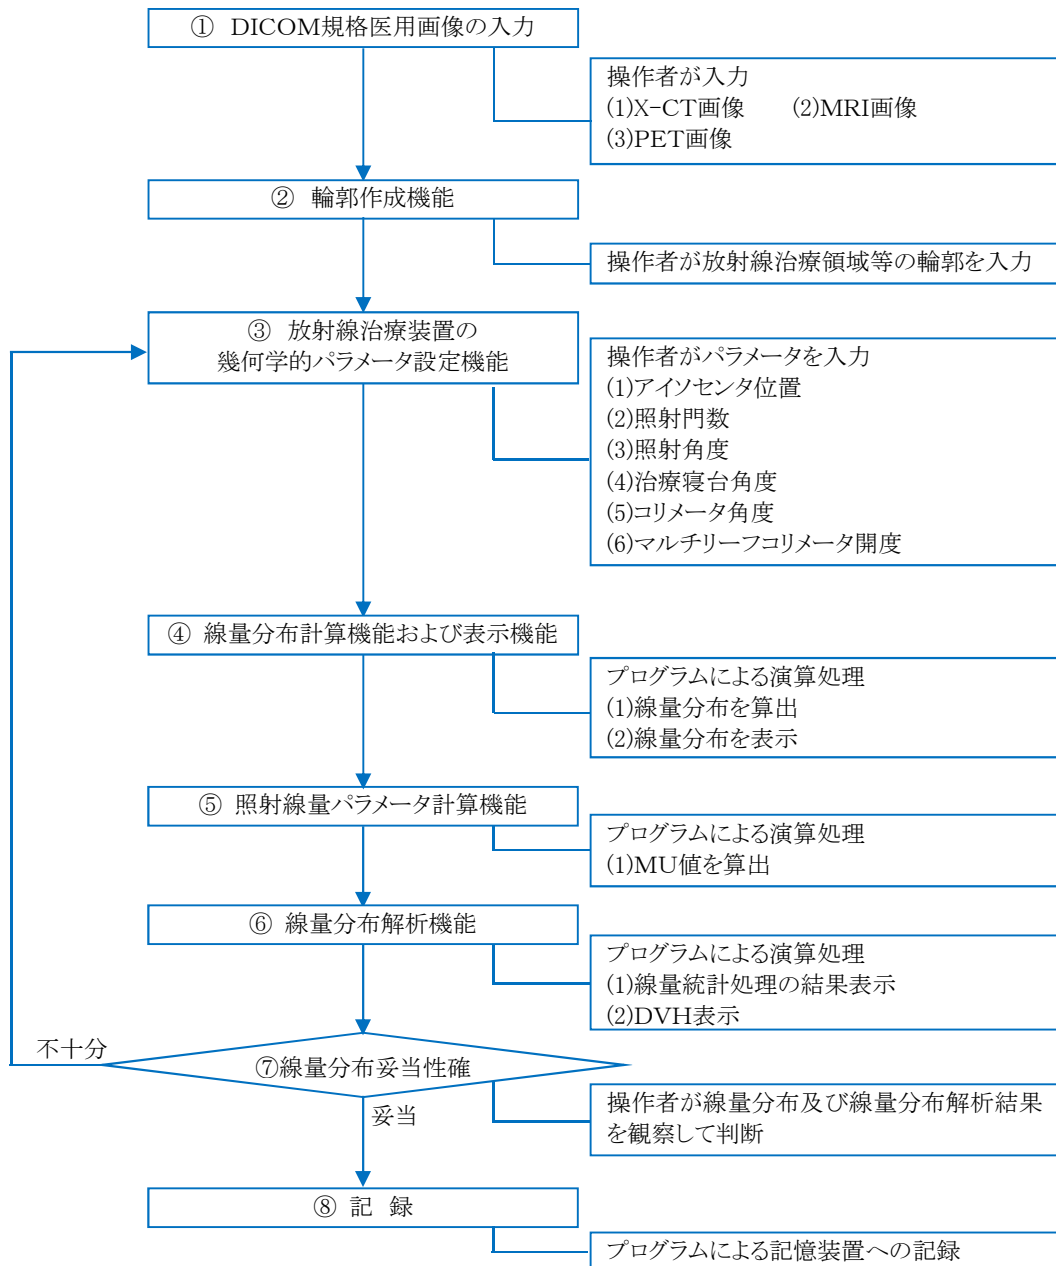 ① DICOM規格医用画像の入力
操作者が入力
(1)X-CT画像 (2)MRI画像
(3)PET画像
② 輪郭作成機能
操作者が放射線治療領域等の輪郭を入力
③ 放射線治療装置の
幾何学的パラメータ設定機能
操作者がパラメータを入力
(1)アイソセンタ位置
(2)照射門数
(3)照射角度
(4)治療寝台角度
(5)コリメータ角度
(6)マルチリーフコリメータ開度
④ 線量分布計算機能および表示機能
プログラムによる演算処理
(1)線量分布を算出
(2)線量分布を表示
⑤ 照射線量パラメータ計算機能
プログラムによる演算処理
(1)MU値を算出
⑥ 線量分布解析機能
プログラムによる演算処理
(1)線量統計処理の結果表示
(2)DVH表示
不十分
⑦線量分布妥当性確
妥当
操作者が線量分布及び線量分布解析結果
を観察して判断
⑧ 記 録
プログラムによる記憶装置への記録